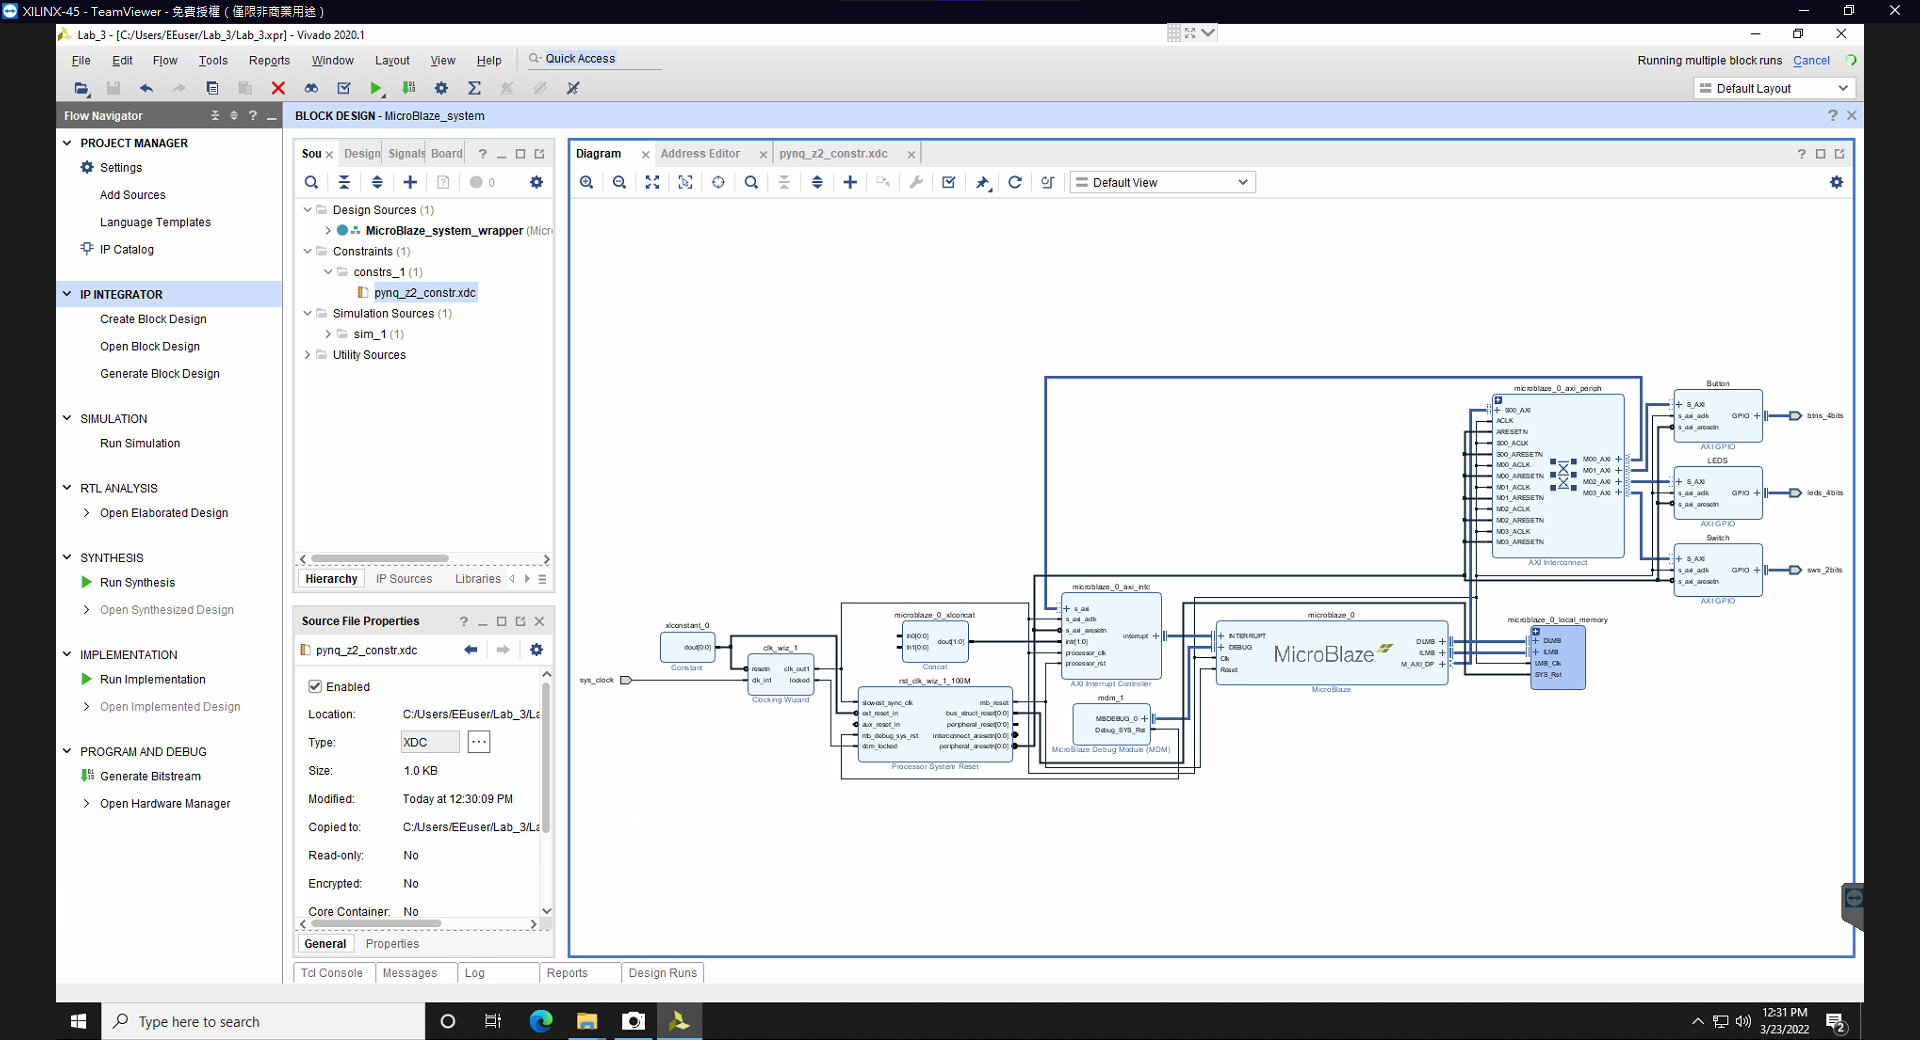 XILINX-45 - TeamViewer - 免費授權 ( 僅限非商業用途 )
Lab_3 - [C:/Users/EEuser/Lab_3/Lab_3.xpr] - Vivado 2020.1
File Edit Flow Tools Reports Window Layout View Help Quick Access
Running multiple block runs Cancel
Default Layout
Flow Navigator
BLOCK DESIGN - MicroBlaze_system
PROJECT MANAGER
Settings
Add Sources
Language Templates
IP Catalog
IP INTEGRATOR
Create Block Design
Open Block Design
Generate Block Design
SIMULATION
Run Simulation
RTL ANALYSIS
Open Elaborated Design
SYNTHESIS
Run Synthesis
Open Synthesized Design
IMPLEMENTATION
Run Implementation
Open Implemented Design
PROGRAM AND DEBUG
Generate Bitstream
Open Hardware Manager
Sou Design Signals Board
0
Design Sources (1)
MicroBlaze_system_wrapper (Micr
Constraints (1)
constrs_1 (1)
pynq_z2_constr.xdc
Simulation Sources (1)
sim_1 (1)
Utility Sources
Hierarchy IP Sources Libraries
Source File Properties
pynq_z2_constr.xdc
Enabled
Location: C:/Users/EEuser/Lab_3/La
Type: XDC
Size: 1.0 KB
Modified: Today at 12:30:09 PM
Copied to: C:/Users/EEuser/Lab_3/La
Read-only: No
Encrypted: No
Core Container: No
General Properties
Diagram Address Editor pynq_z2_constr.xdc
Default View
xlconstant_0
dout[0:0]
Constant
sys_clock
clk_wiz_1
resetn
clk_in1
clk_out1
locked
Clocking Wizard
microblaze_0_xlconcat
In0[0:0]
In1[0:0]
dout[1:0]
Concat
rst_clk_wiz_1_100M
slowest_sync_clk
ext_reset_in
aux_reset_in
mb_debug_sys_rst
dcm_locked
mb_reset
bus_struct_reset[0:0]
peripheral_reset[0:0]
interconnect_aresetn[0:0]
peripheral_aresetn[0:0]
Processor System Reset
microblaze_0_axi_intc
s_axi
s_axi_aclk
s_axi_aresetn
intr[1:0]
processor_clk
processor_rst
interrupt
AXI Interrupt Controller
mdm_1
MBDEBUG_0
Debug_SYS_Rst
MicroBlaze Debug Module (MDM)
microblaze_0
INTERRUPT
DEBUG
Clk
Reset
MicroBlaze
DLMB
ILMB
M_AXI_DP
MicroBlaze
microblaze_0_local_memory
DLMB
ILMB
LMB_Clk
SYS_Rst
microblaze_0_axi_periph
S00_AXI
ACLK
ARESETN
S00_ACLK
S00_ARESETN
M00_ACLK
M00_ARESETN
M01_ACLK
M01_ARESETN
M02_ACLK
M02_ARESETN
M03_ACLK
M03_ARESETN
M00_AXI
M01_AXI
M02_AXI
M03_AXI
AXI Interconnect
Button
S_AXI
s_axi_aclk
s_axi_aresetn
GPIO
AXI GPIO
btns_4bits
LEDS
S_AXI
s_axi_aclk
s_axi_aresetn
GPIO
AXI GPIO
leds_4bits
Switch
S_AXI
s_axi_aclk
s_axi_aresetn
GPIO
AXI GPIO
sws_2bits
Tcl Console Messages Log Reports Design Runs
Type here to search
12:31 PM
3/23/2022
2